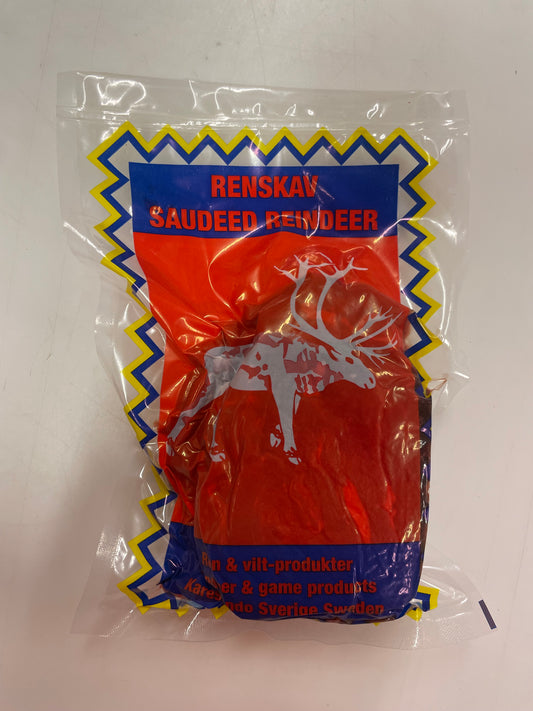 RENSKAV
SAUDEED REINDEER
& vilt-produkter
& game products
Sverige Sweden